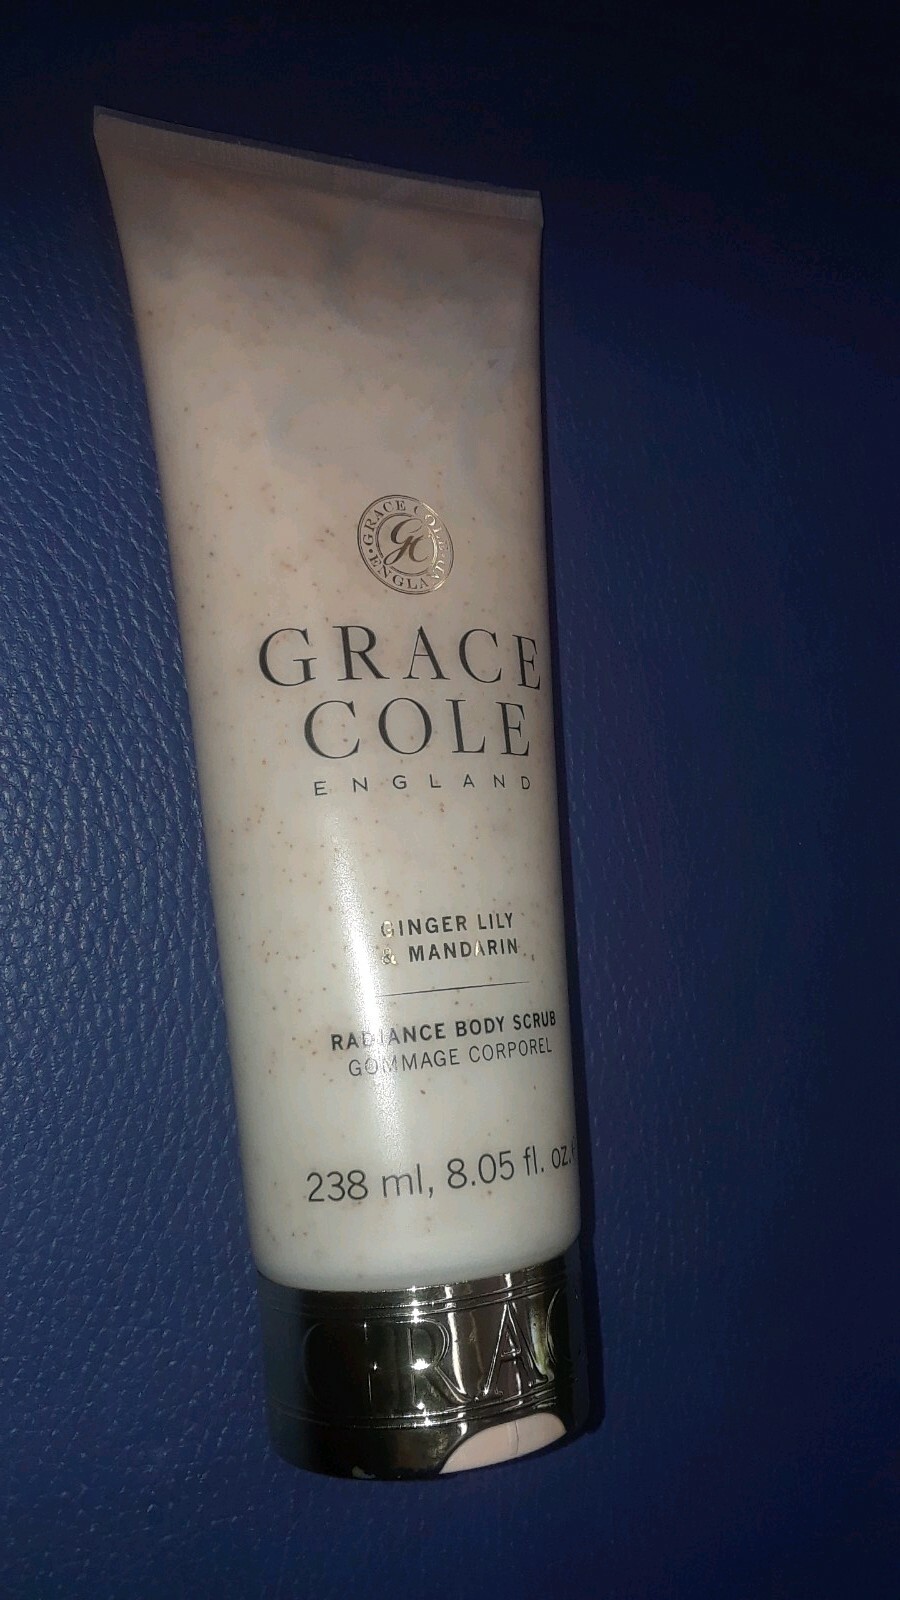 GRACE COLE
Gc
ENGLAND
GRACE
COLE
ENGLAND
GINGER LILY
& MANDARIN
RADIANCE BODY SCRUB
GOMMAGE CORPOREL
238 ml, 8.05 fl. oz.
GRAC